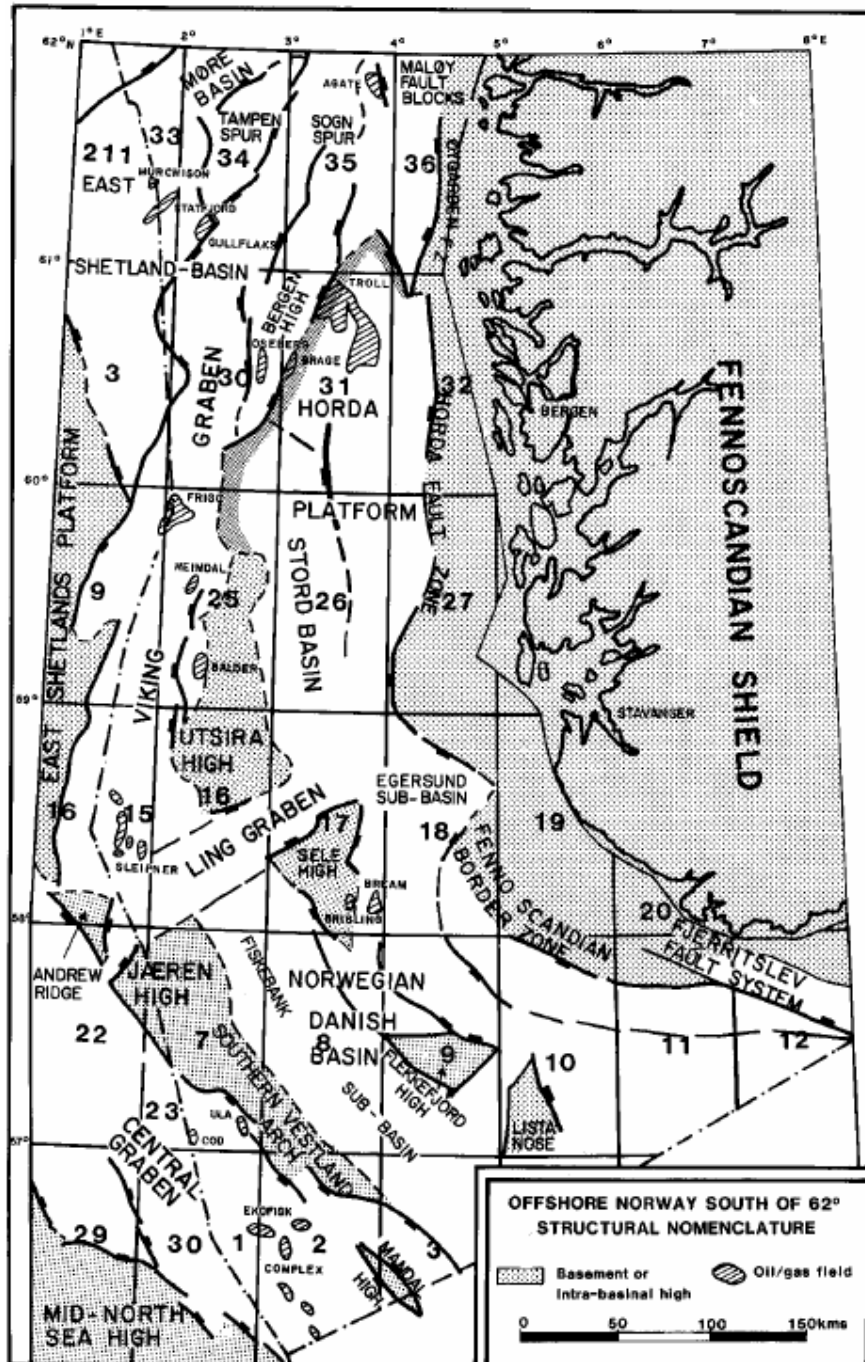 62°N
1°E
2°
3°
4°
5°
6°
7°
8°E
MØRE
BASIN
AGATE
MALØY
FAULT
BLOCKS
33
TAMPEN
SPUR
SOGN
SPUR
211
34
35
36
EAST
MURCHISON
STATFJORD
GULLFLAKS
61°
SHETLAND-BASIN
TROLL
BERGEN
HIGH
OSEBERG
BRAGE
3
30
31
32
GRABEN
HORDA
BERGEN
HORDA FAULT ZONE
FENNOSCANDIAN SHIELD
60°
FRIGG
PLATFORM
EAST SHETLANDS PLATFORM
HEIMDAL
9
25
STORD BASIN
26
27
VIKING
BALDER
59°
STAVANGER
UTSIRA
HIGH
16
15
16
EGERSUND
SUB-BASIN
LING GRABEN
17
18
19
SLEIPNER
SELE
HIGH
BREAM
BRISLING
FENNO SCANDIAN
BORDER
ZONE
20
FJERRITSLEV
FAULT SYSTEM
58°
ANDREW
RIDGE
JÆREN
HIGH
FISKEBANK
NORWEGIAN
DANISH
BASIN
22
7
8
9
10
11
12
FLEKKEFJORD
HIGH
SOUTHERN VESTLAND
ARCH
SUB-BASIN
23
ULA
COD
LISTA
NOSE
57°
CENTRAL
GRABEN
EKOFISK
29
30
1
2
3
COMPLEX
MANDAL
HIGH
MID-NORTH-
SEA HIGH
OFFSHORE NORWAY SOUTH OF 62°
STRUCTURAL NOMENCLATURE
Basement or
intra-basinal high
Oil/gas field
0 50 100 150kms